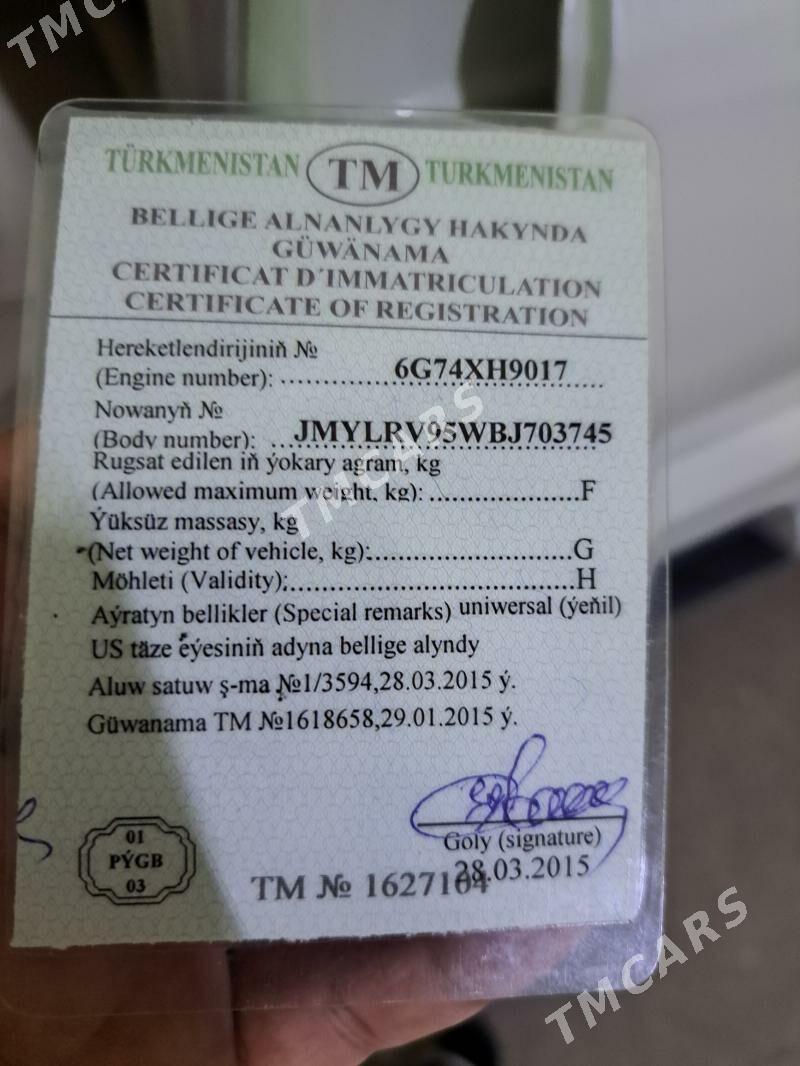 TMCARS
TÜRKMENISTAN TM TURKMENISTAN
BELLIGE ALNANLYGY HAKYNDA
GÜWÄNAMA
CERTIFICAT D'IMMATRICULATION
CERTIFICATE OF REGISTRATION
Hereketlendirijiniň №
(Engine number): 6G74XH9017
Nowanyň №
(Body number): JMYLRV95WBJ703745
Rugsat edilen iň ýokary agram, kg
(Allowed maximum weight, kg): F
TMCARS
Ýüksüz massasy, kg
(Net weight of vehicle, kg): G
Möhleti (Validity): H
Aýratyn bellikler (Special remarks) uniwersal (ýeňil)
US täze eýesiniň adyna bellige alyndy
Aluw satuw ş-ma №1/3594,28.03.2015 ý.
Güwanama TM №1618658,29.01.2015 ý.
Goly (signature)
28.03.2015
01
PÝGB
03
TM № 1627104
TMCARS